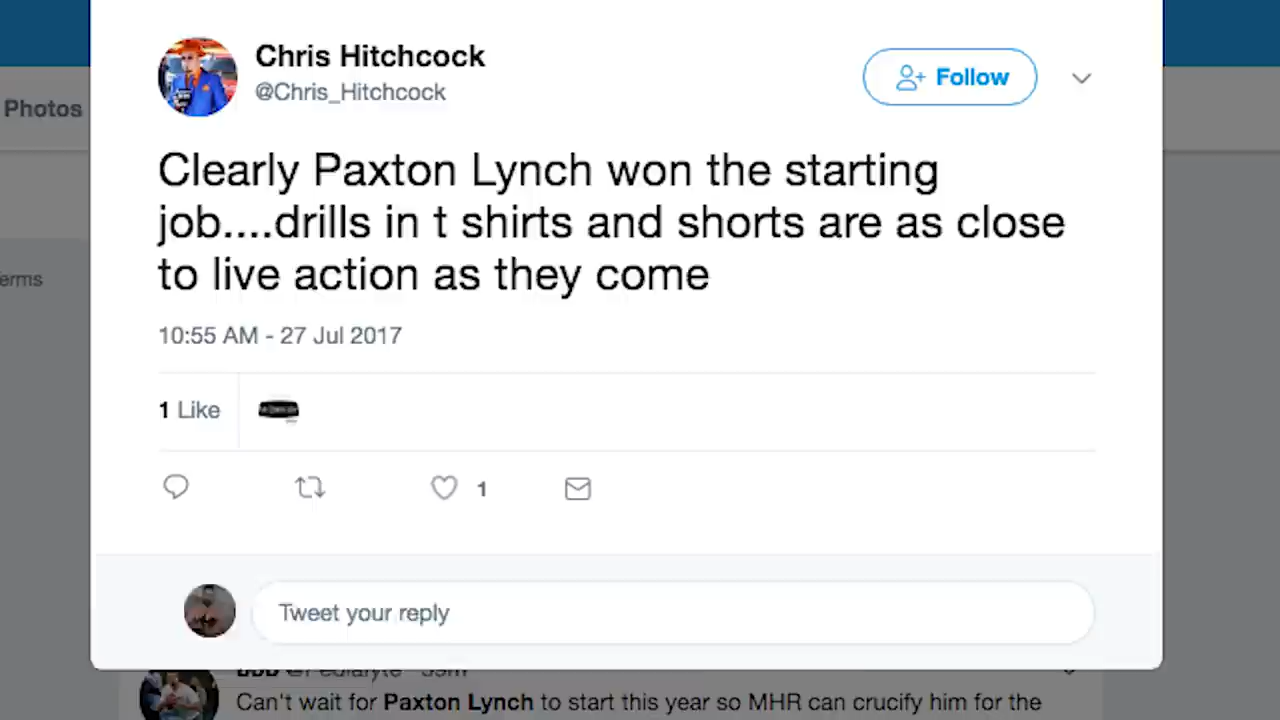 Chris Hitchcock
@Chris_Hitchcock
Follow
Photos
Clearly Paxton Lynch won the starting
job....drills in t shirts and shorts are as close
to live action as they come
erms
10:55 AM - 27 Jul 2017
1 Like
1
Tweet your reply
Can't wait for Paxton Lynch to start this year so MHR can crucify him for the